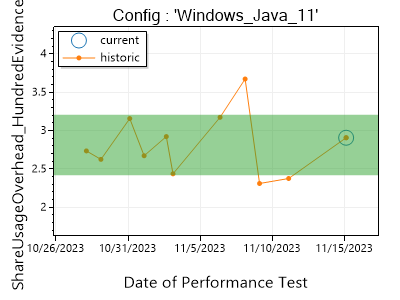 Config : 'Windows_Java_11'
ShareUsageOverhead_HundredEvidence
current
historic
4
3.5
3
2.5
2
10/26/2023
10/31/2023
11/5/2023
11/10/2023
11/15/2023
Date of Performance Test